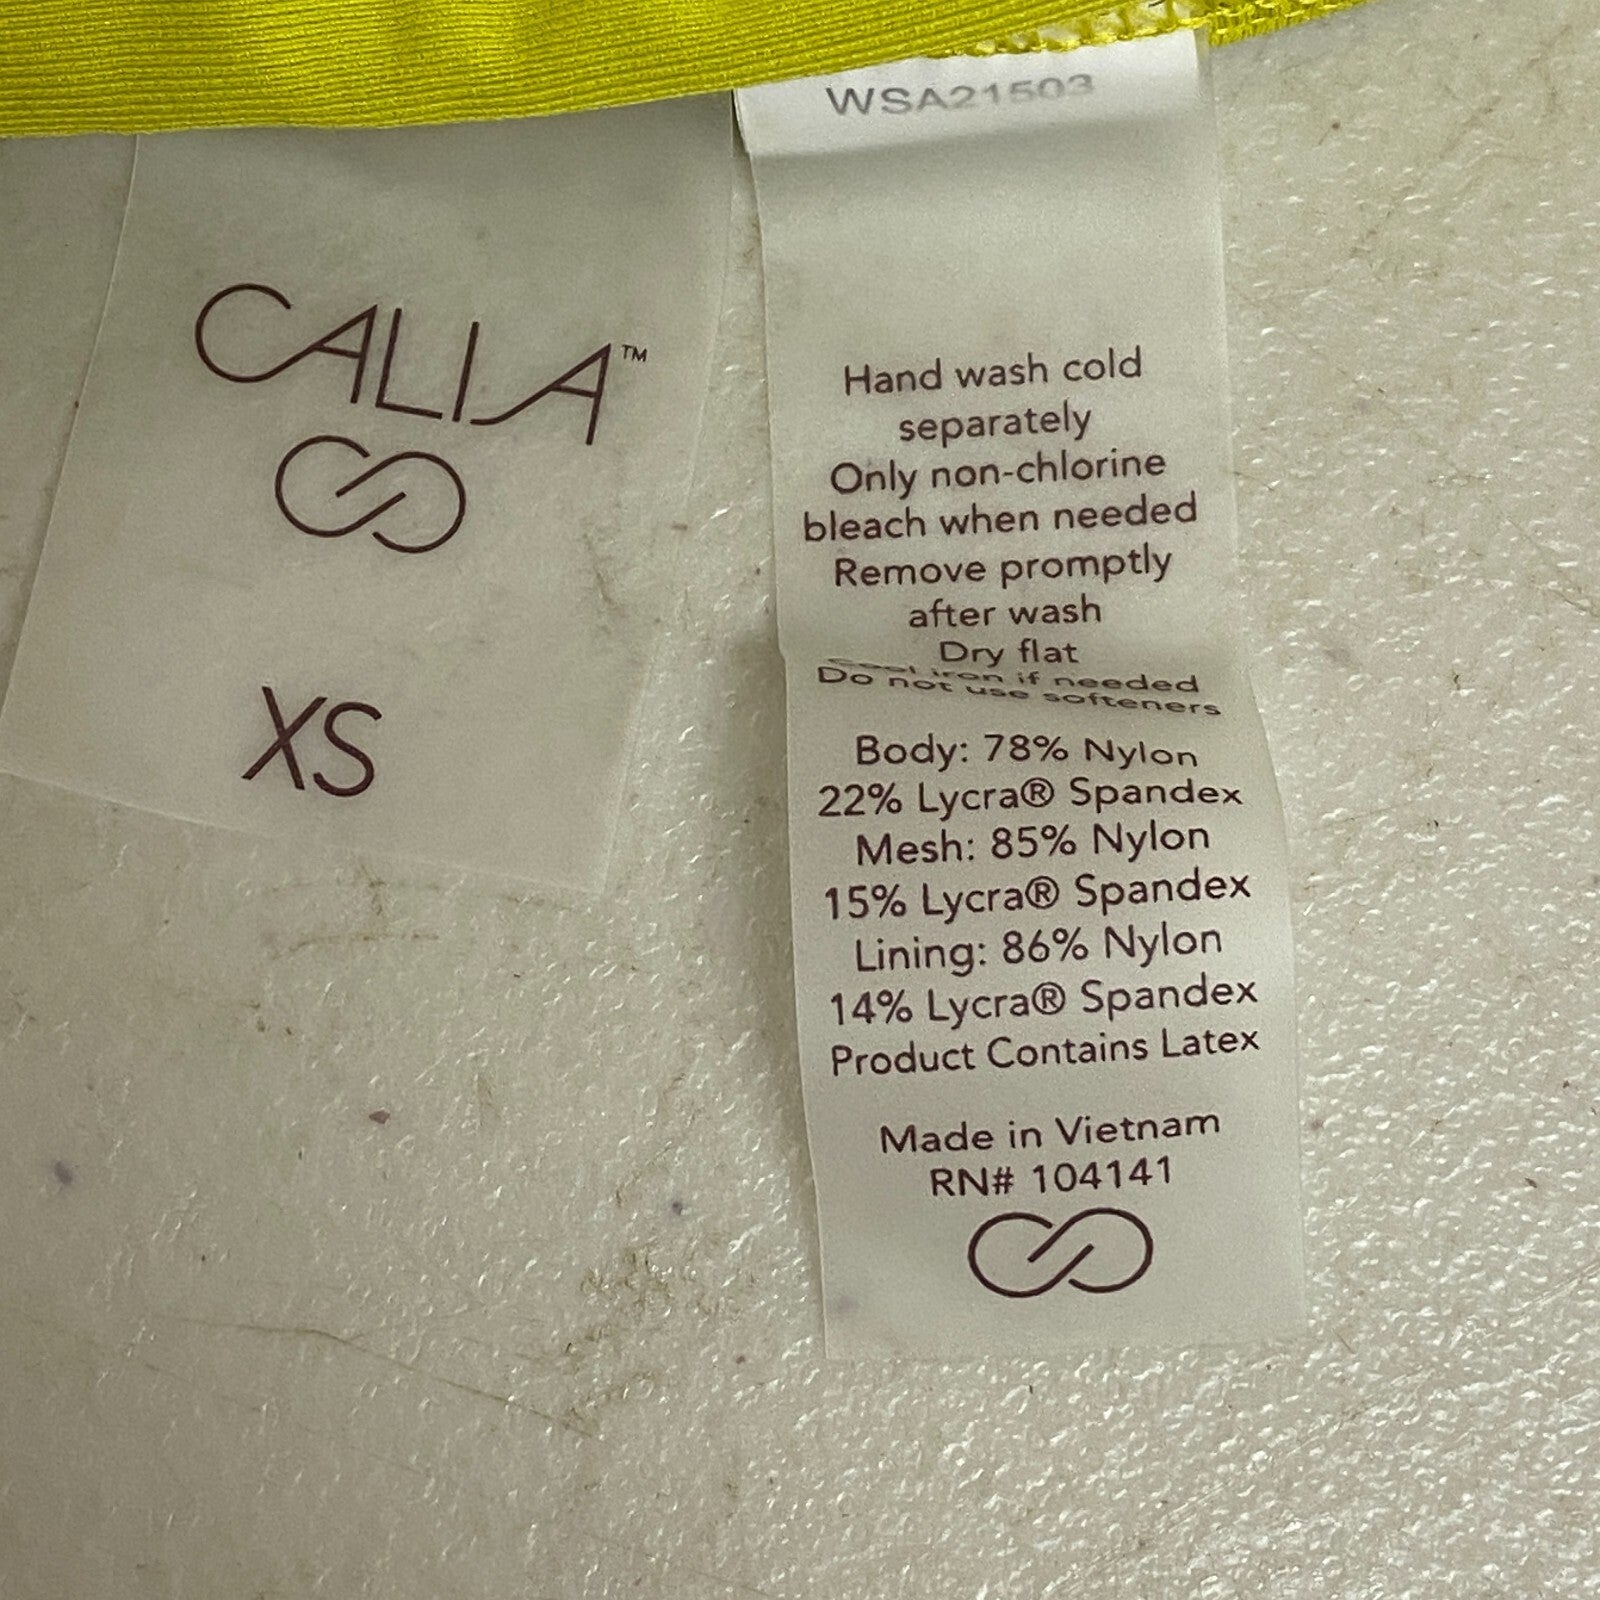 CALIA™
XS
WSA21503
Hand wash cold
separately
Only non-chlorine
bleach when needed
Remove promptly
after wash
Dry flat
Cool iron if needed
Do not use softeners
Body: 78% Nylon
22% Lycra® Spandex
Mesh: 85% Nylon
15% Lycra® Spandex
Lining: 86% Nylon
14% Lycra® Spandex
Product Contains Latex
Made in Vietnam
RN# 104141